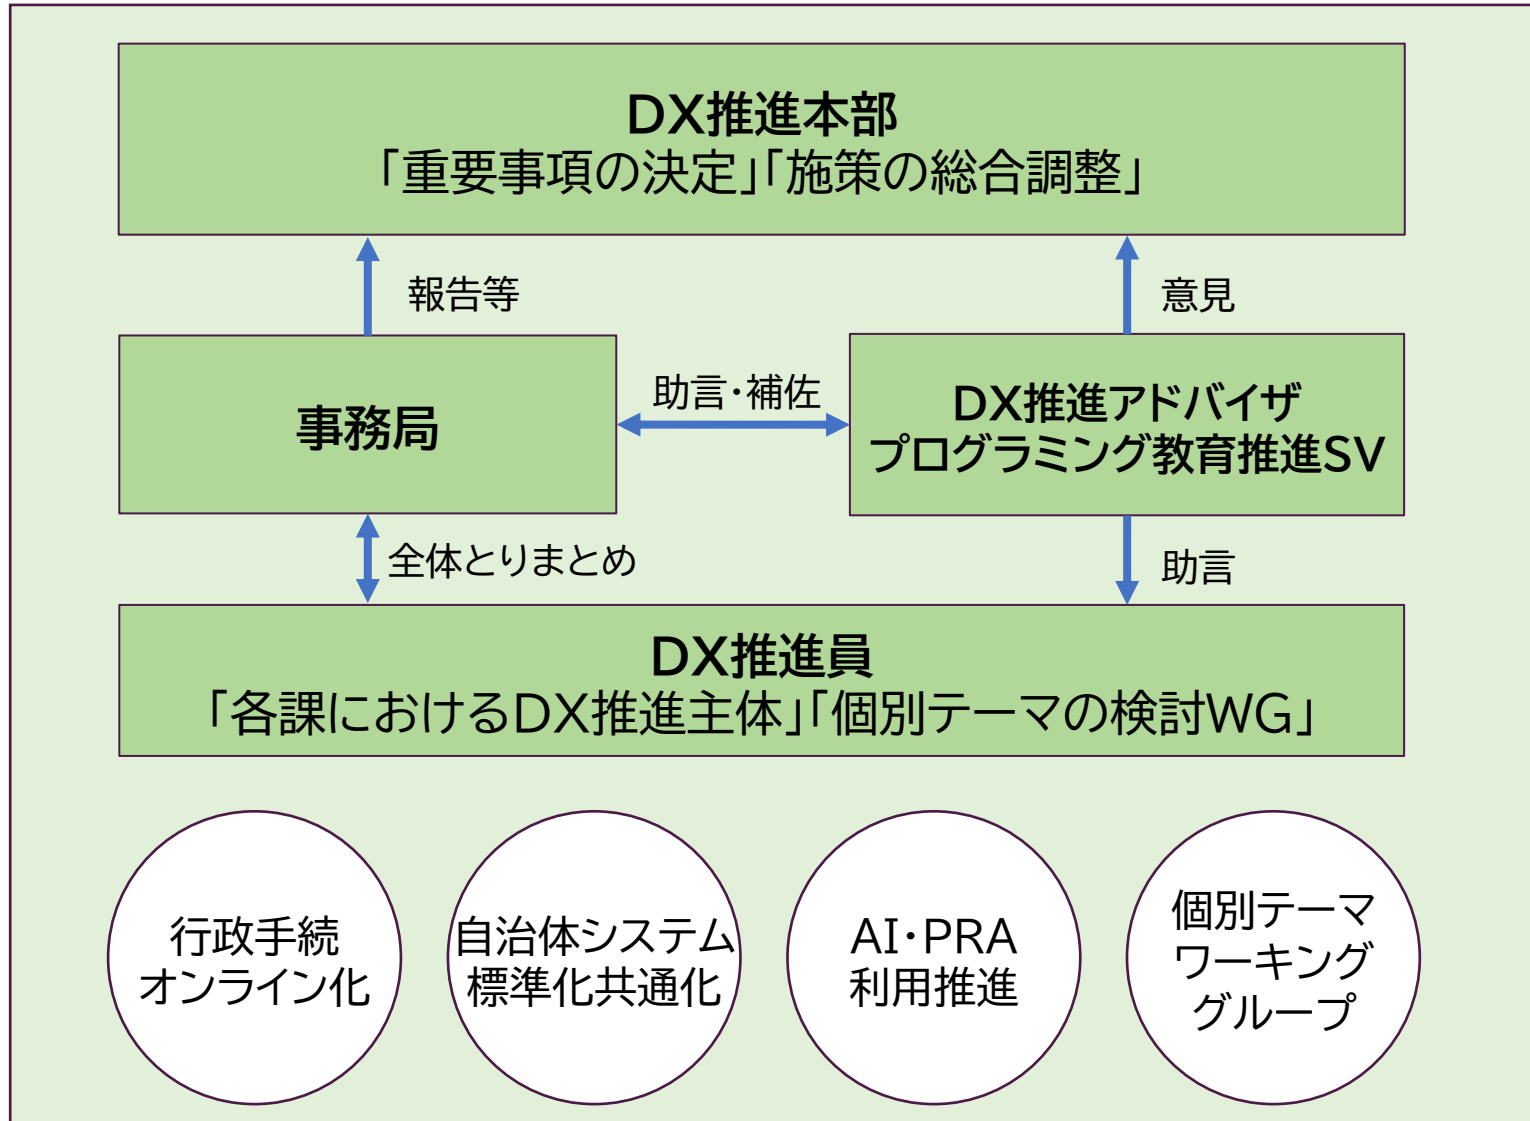 DX推進本部
「重要事項の決定」「施策の総合調整」
報告等
意見
事務局
助言・補佐
DX推進アドバイザ
プログラミング教育推進SV
全体とりまとめ
助言
DX推進員
「各課におけるDX推進主体」「個別テーマの検討WG」
行政手続
オンライン化
自治体システム
標準化共通化
AI・PRA
利用推進
個別テーマ
ワーキング
グループ